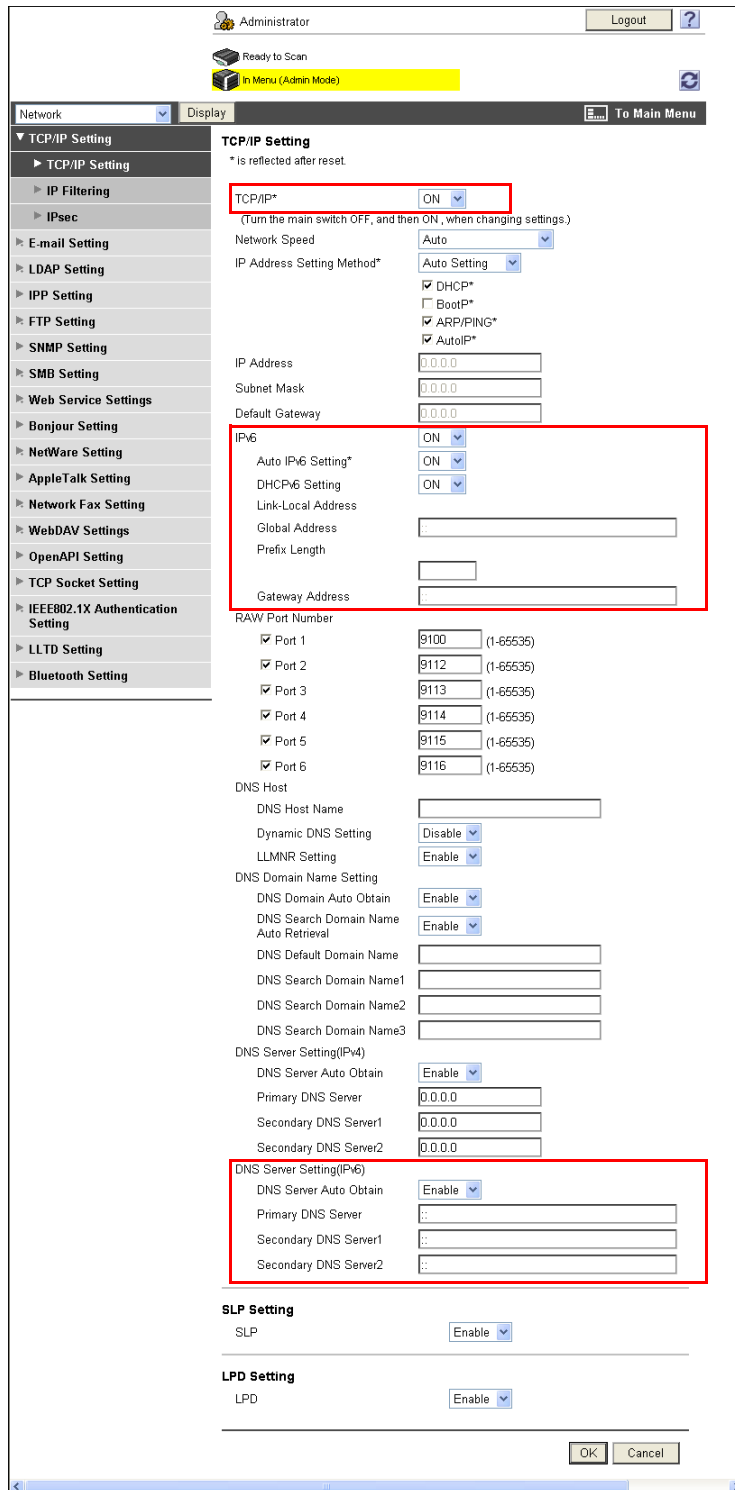 Administrator
Logout
?
Ready to Scan
In Menu (Admin Mode)
Network
Display
To Main Menu
TCP/IP Setting
TCP/IP Setting
IP Filtering
IPsec
E-mail Setting
LDAP Setting
IPP Setting
FTP Setting
SNMP Setting
SMB Setting
Web Service Settings
Bonjour Setting
NetWare Setting
AppleTalk Setting
Network Fax Setting
WebDAV Settings
OpenAPI Setting
TCP Socket Setting
IEEE802.1X Authentication
Setting
LLTD Setting
Bluetooth Setting
TCP/IP Setting
* is reflected after reset.
TCP/IP* ON
(Turn the main switch OFF, and then ON , when changing settings.)
Network Speed Auto
IP Address Setting Method* Auto Setting
DHCP*
BootP*
ARP/PING*
AutoIP*
IP Address 0.0.0.0
Subnet Mask 0.0.0.0
Default Gateway 0.0.0.0
IPv6 ON
Auto IPv6 Setting* ON
DHCPv6 Setting ON
Link-Local Address
Global Address ::
Prefix Length
Gateway Address ::
RAW Port Number
Port 1 9100 (1-65535)
Port 2 9112 (1-65535)
Port 3 9113 (1-65535)
Port 4 9114 (1-65535)
Port 5 9115 (1-65535)
Port 6 9116 (1-65535)
DNS Host
DNS Host Name
Dynamic DNS Setting Disable
LLMNR Setting Enable
DNS Domain Name Setting
DNS Domain Auto Obtain Enable
DNS Search Domain Name
Auto Retrieval Enable
DNS Default Domain Name
DNS Search Domain Name1
DNS Search Domain Name2
DNS Search Domain Name3
DNS Server Setting(IPv4)
DNS Server Auto Obtain Enable
Primary DNS Server 0.0.0.0
Secondary DNS Server1 0.0.0.0
Secondary DNS Server2 0.0.0.0
DNS Server Setting(IPv6)
DNS Server Auto Obtain Enable
Primary DNS Server ::
Secondary DNS Server1 ::
Secondary DNS Server2 ::
SLP Setting
SLP Enable
LPD Setting
LPD Enable
OK Cancel